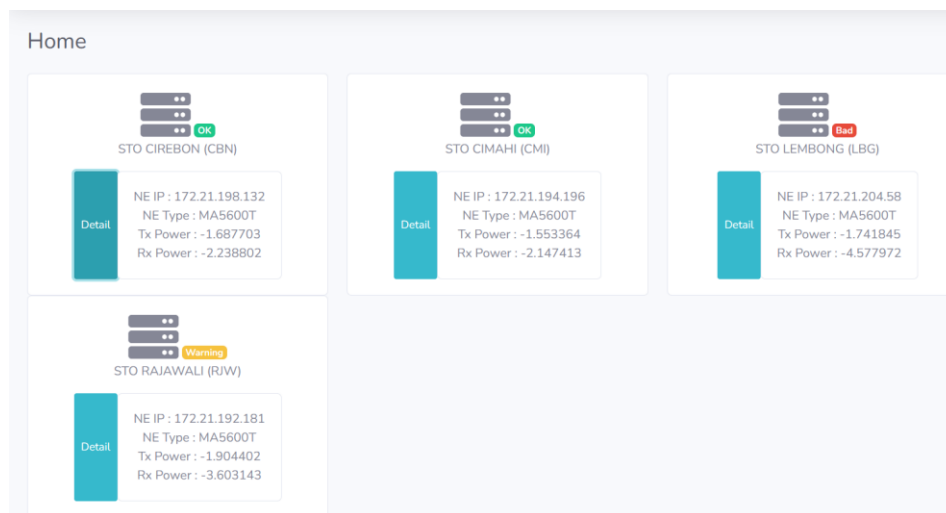 Home
OK
STO CIREBON (CBN)
Detail
NE IP : 172.21.198.132
NE Type : MA5600T
Tx Power : -1.687703
Rx Power : -2.238802
OK
STO CIMAHI (CMI)
Detail
NE IP : 172.21.194.196
NE Type : MA5600T
Tx Power : -1.553364
Rx Power : -2.147413
Bad
STO LEMBONG (LBG)
Detail
NE IP : 172.21.204.58
NE Type : MA5600T
Tx Power : -1.741845
Rx Power : -4.577972
Warning
STO RAJAWALI (RJW)
Detail
NE IP : 172.21.192.181
NE Type : MA5600T
Tx Power : -1.904402
Rx Power : -3.603143